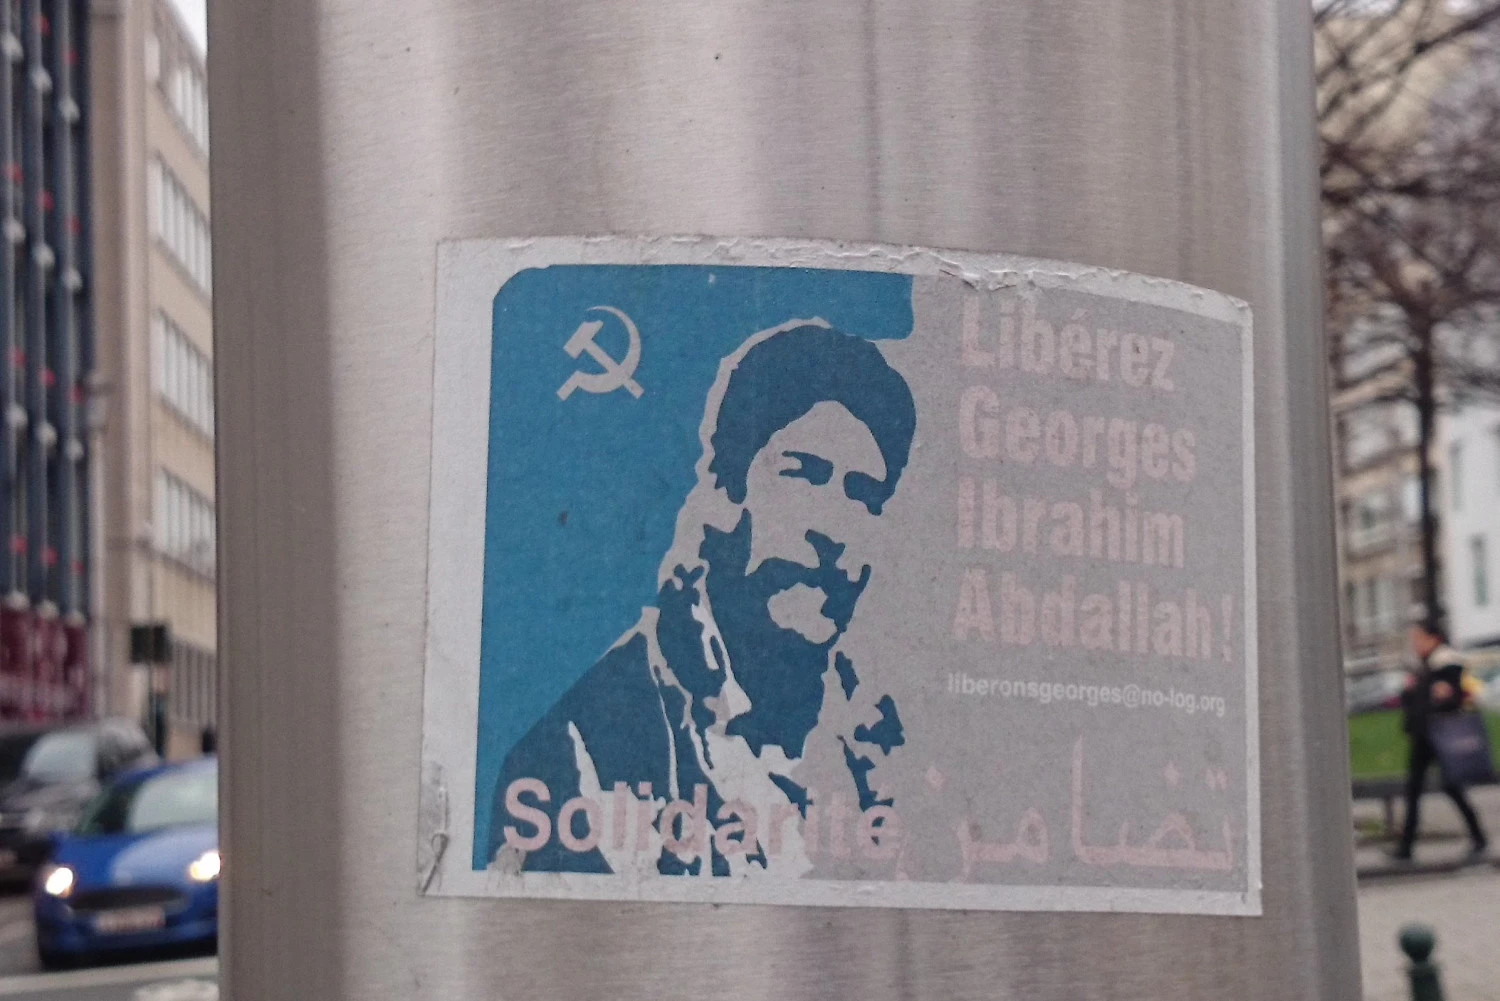 Libérez
Georges
Ibrahim
Abdallah!
liberonsgeorges@no-log.org
Solidarité تضامن